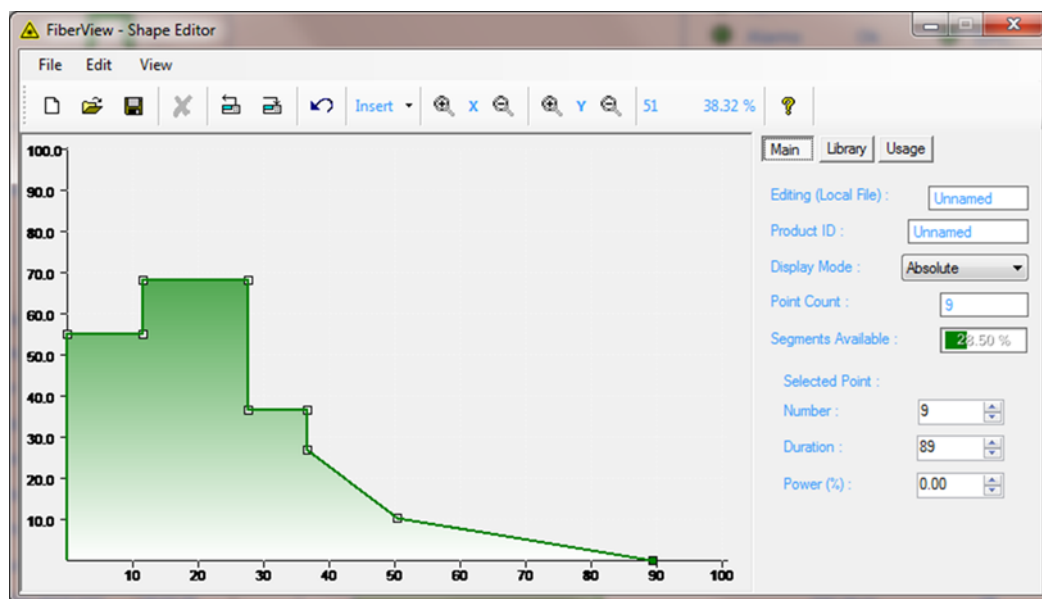 FiberView - Shape Editor
File Edit View
Insert X Y 51 38.32 %
100.0
90.0
80.0
70.0
60.0
50.0
40.0
30.0
20.0
10.0
10 20 30 40 50 60 70 80 90 100
Main Library Usage
Editing (Local File) : Unnamed
Product ID : Unnamed
Display Mode : Absolute
Point Count : 9
Segments Available : 28.50 %
Selected Point :
Number : 9
Duration : 89
Power (%) : 0.00